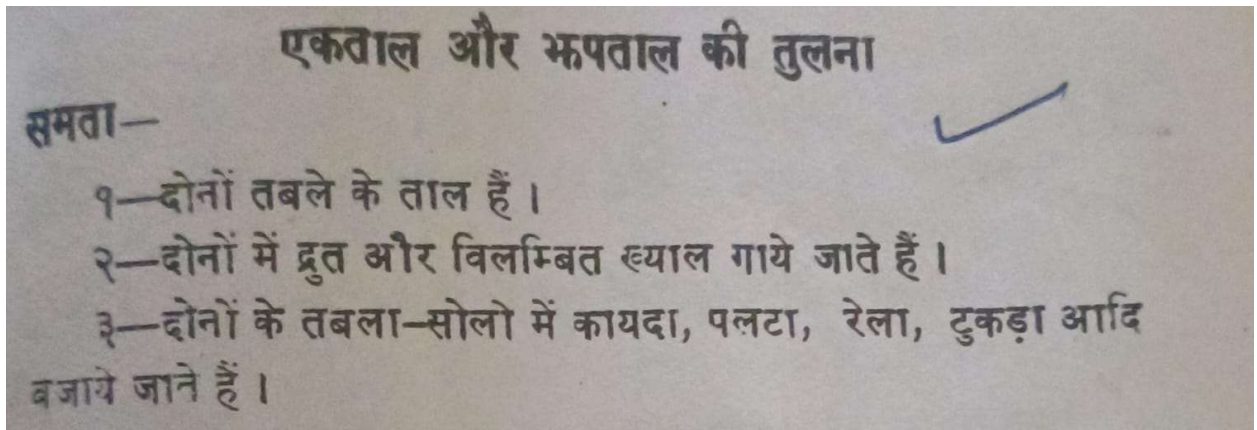 एकताल और झपताल की तुलना
समता—
१—दोनों तबले के ताल हैं ।
२—दोनों में द्रुत और विलम्बित ख्याल गाये जाते हैं ।
३—दोनों के तबला-सोलो में कायदा, पलटा, रेला, टुकड़ा आदि
बजाये जाते हैं ।